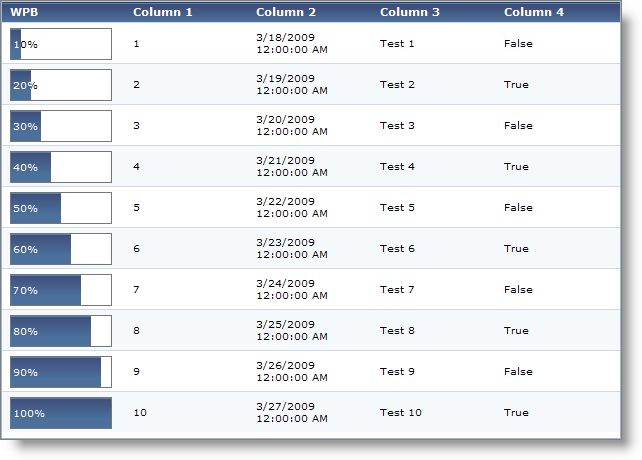 WPB Column 1 Column 2 Column 3 Column 4
10% 1 3/18/2009 12:00:00 AM Test 1 False
20% 2 3/19/2009 12:00:00 AM Test 2 True
30% 3 3/20/2009 12:00:00 AM Test 3 False
40% 4 3/21/2009 12:00:00 AM Test 4 True
50% 5 3/22/2009 12:00:00 AM Test 5 False
60% 6 3/23/2009 12:00:00 AM Test 6 True
70% 7 3/24/2009 12:00:00 AM Test 7 False
80% 8 3/25/2009 12:00:00 AM Test 8 True
90% 9 3/26/2009 12:00:00 AM Test 9 False
100% 10 3/27/2009 12:00:00 AM Test 10 True